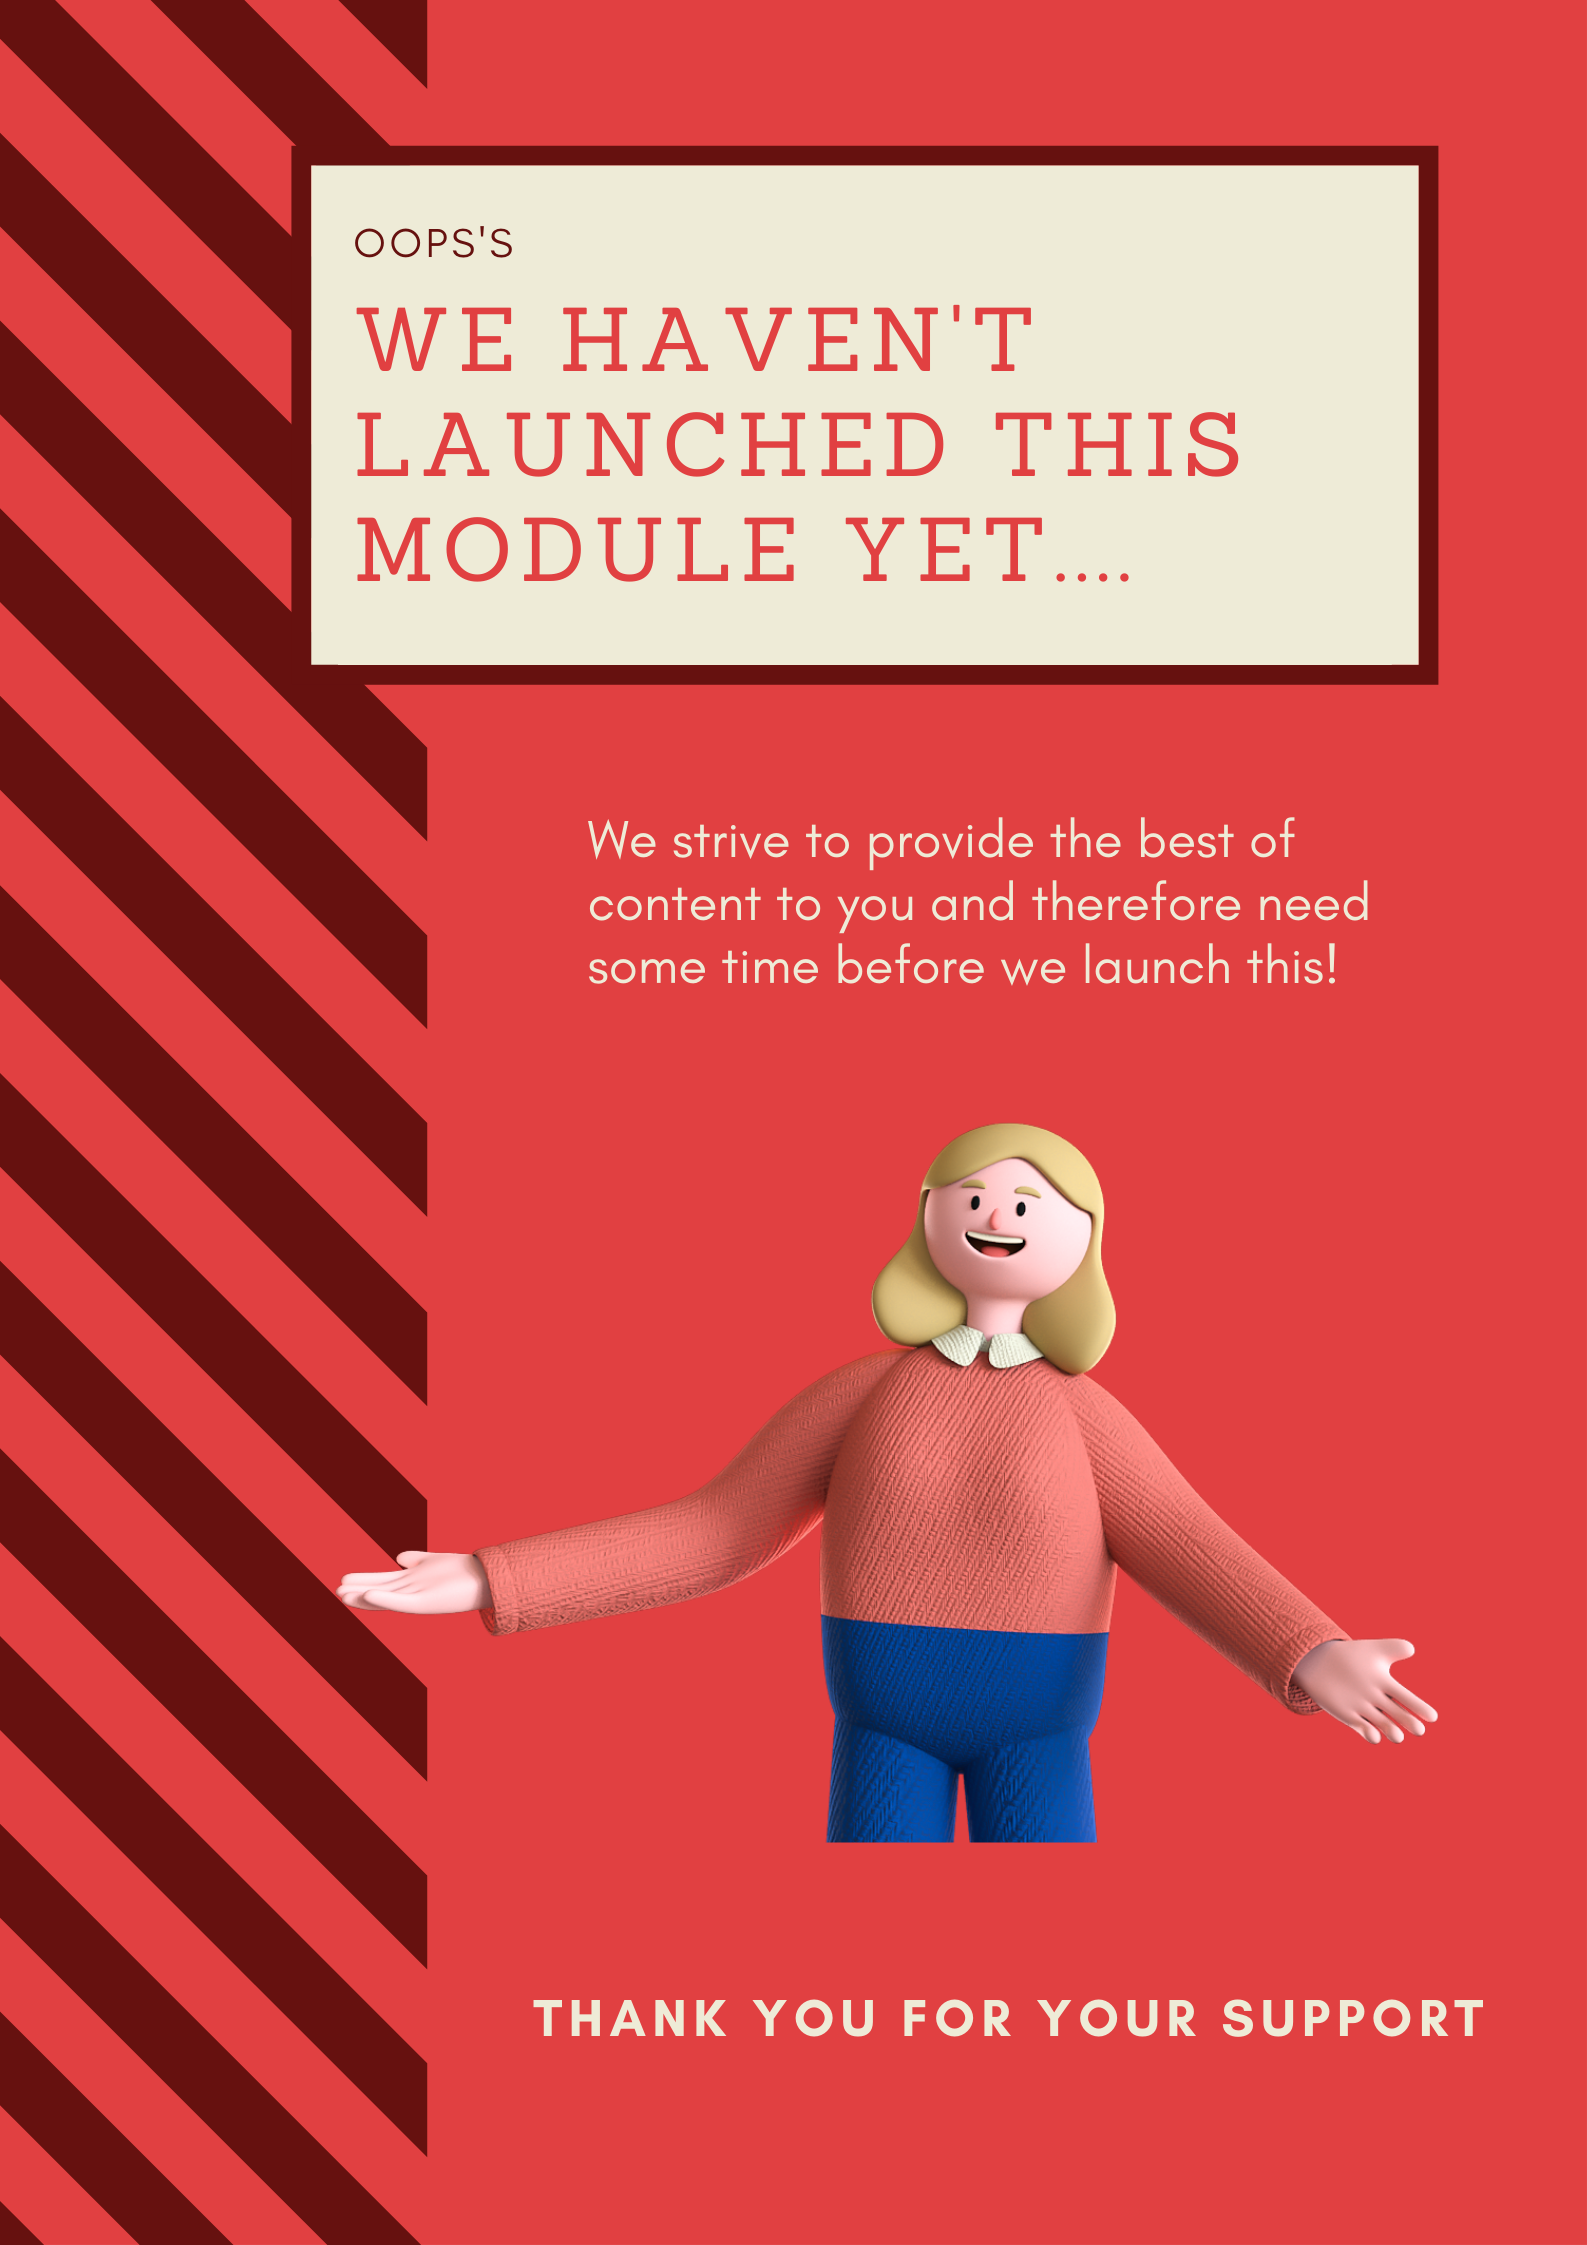 OOPS'S
WE HAVEN'T
LAUNCHED THIS
MODULE YET....
We strive to provide the best of
content to you and therefore need
some time before we launch this!
THANK YOU FOR YOUR SUPPORT